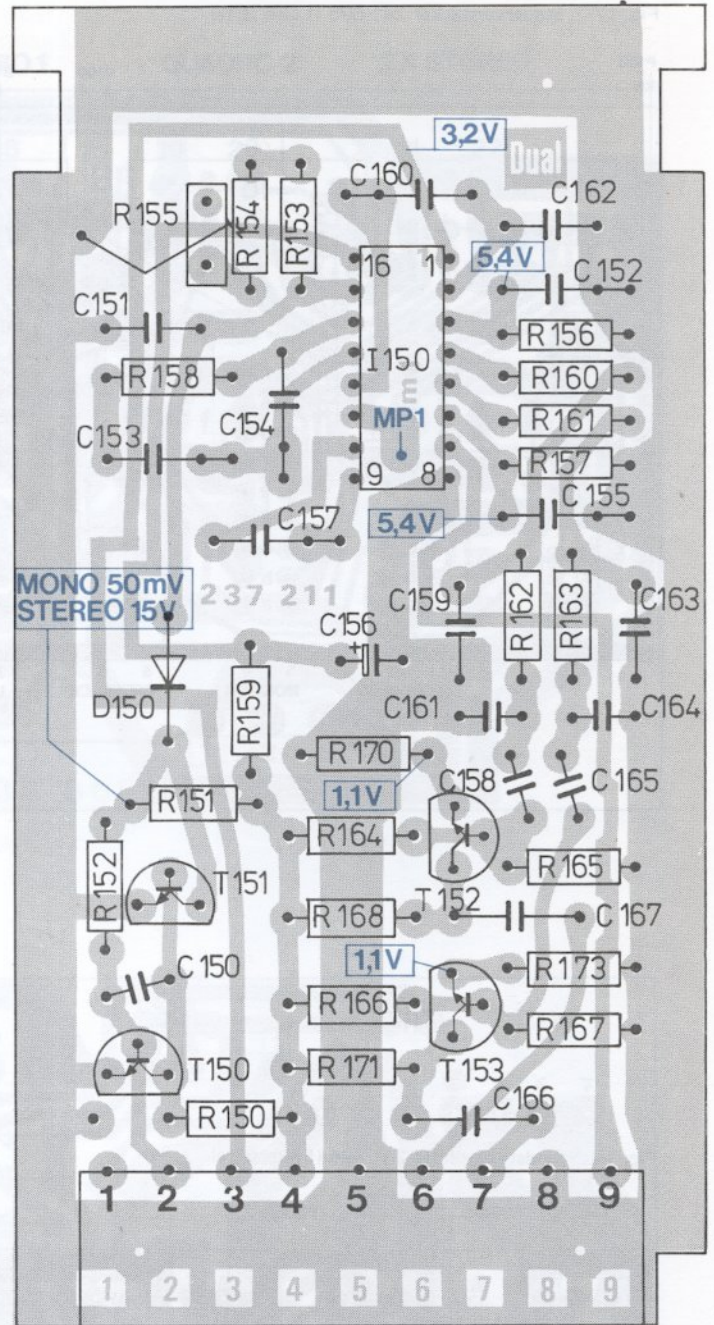 3,2V
Dual
C160
C162
R155
R154
R153
16 1
5,4V
C152
C151
R156
I150
R158
R160
m
C154
MP1
R161
C153
R157
9 8
C155
5,4V
C157
MONO 50mV
STEREO 15V
237 211
C159
R162
R163
C163
C156
+
D150
R159
C161
C164
R170
C158
C165
1,1V
R151
R164
R152
T151
R165
T152
R168
C167
C150
1,1V
R173
R166
R167
T150
R171
T153
C166
R150
1 2 3 4 5 6 7 8 9
1 2 3 4 5 6 7 8 9